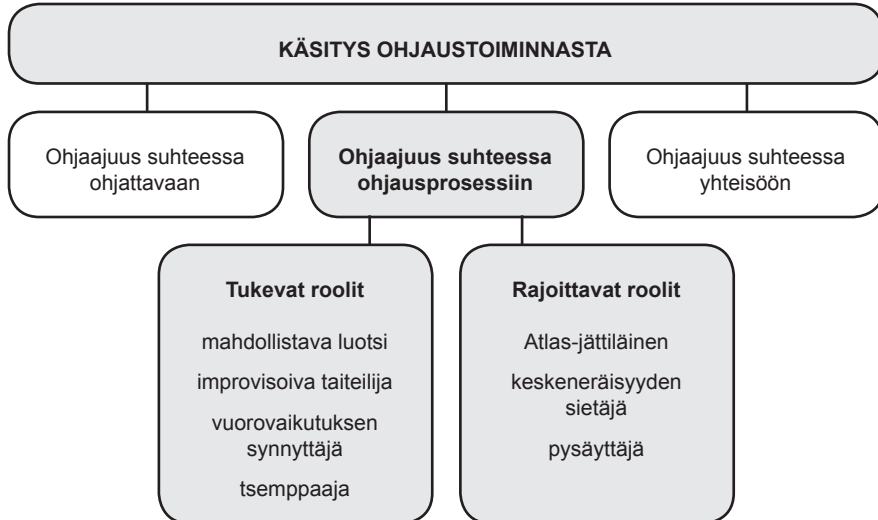 KÄSITYS OHJAUSTOIMINNASTA
Ohjaajuus suhteessa
ohjattavaan
Ohjaajuus suhteessa
ohjausprosessiin
Ohjaajuus suhteessa
yhteisöön
Tukevat roolit
mahdollistava luotsi
improvisoiva taiteilija
vuorovaikutuksen
synnyttäjä
tsemppaaja
Rajoittavat roolit
Atlas-jättiläinen
keskeneräisyyden
sietäjä
pysäyttäjä